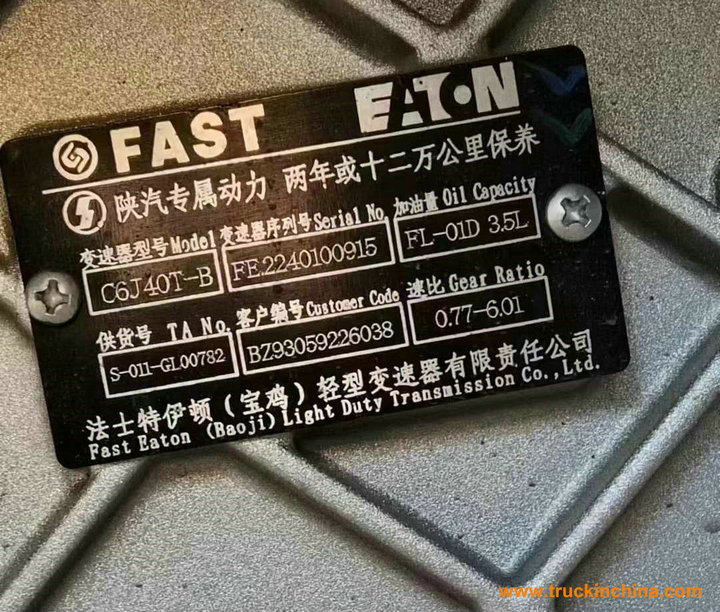 FAST EATON
陕汽专属动力 两年或十二万公里保养
变速器型号Model 变速器序列号Serial No. 加油量 Oil Capacity
C6J40T-B FE2240100915 FL-01D 3.5L
供货号 TA No. 客户编号Customer Code 速比 Gear Ratio
S-011-GL00782 BZ93059226038 0.77-6.01
法士特伊顿（宝鸡）轻型变速器有限责任公司
Fast Eaton (Baoji) Light Duty Transmission Co.,Ltd.
www.truckinchina.com